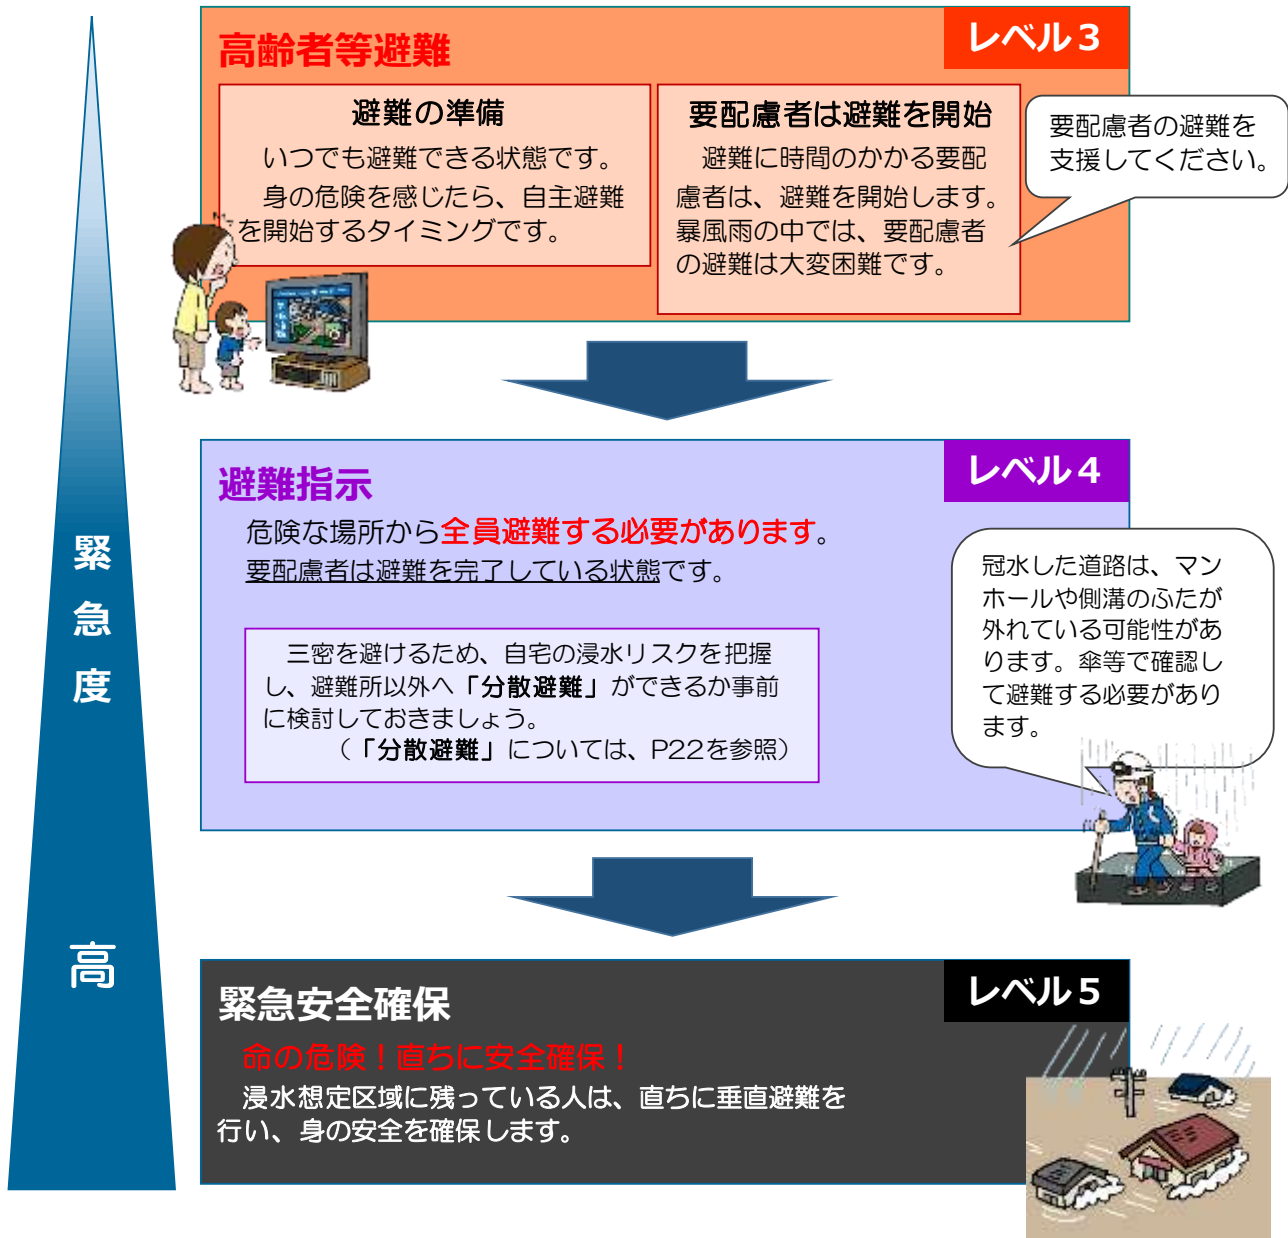 高齢者等避難
レベル３
避難の準備
いつでも避難できる状態です。
身の危険を感じたら、自主避難
を開始するタイミングです。
要配慮者は避難を開始
避難に時間のかかる要配
慮者は、避難を開始します。
暴風雨の中では、要配慮者
の避難は大変困難です。
要配慮者の避難を
支援してください。
避難指示
レベル４
危険な場所から全員避難する必要があります。
要配慮者は避難を完了している状態です。
三密を避けるため、自宅の浸水リスクを把握
し、避難所以外へ「分散避難」ができるか事前
に検討しておきましょう。
（「分散避難」については、P22を参照）
冠水した道路は、マン
ホールや側溝のふたが
外れている可能性があ
ります。傘等で確認し
て避難する必要があり
ます。
緊急安全確保
レベル５
命の危険！直ちに安全確保！
浸水想定区域に残っている人は、直ちに垂直避難を
行い、身の安全を確保します。
緊急度
高